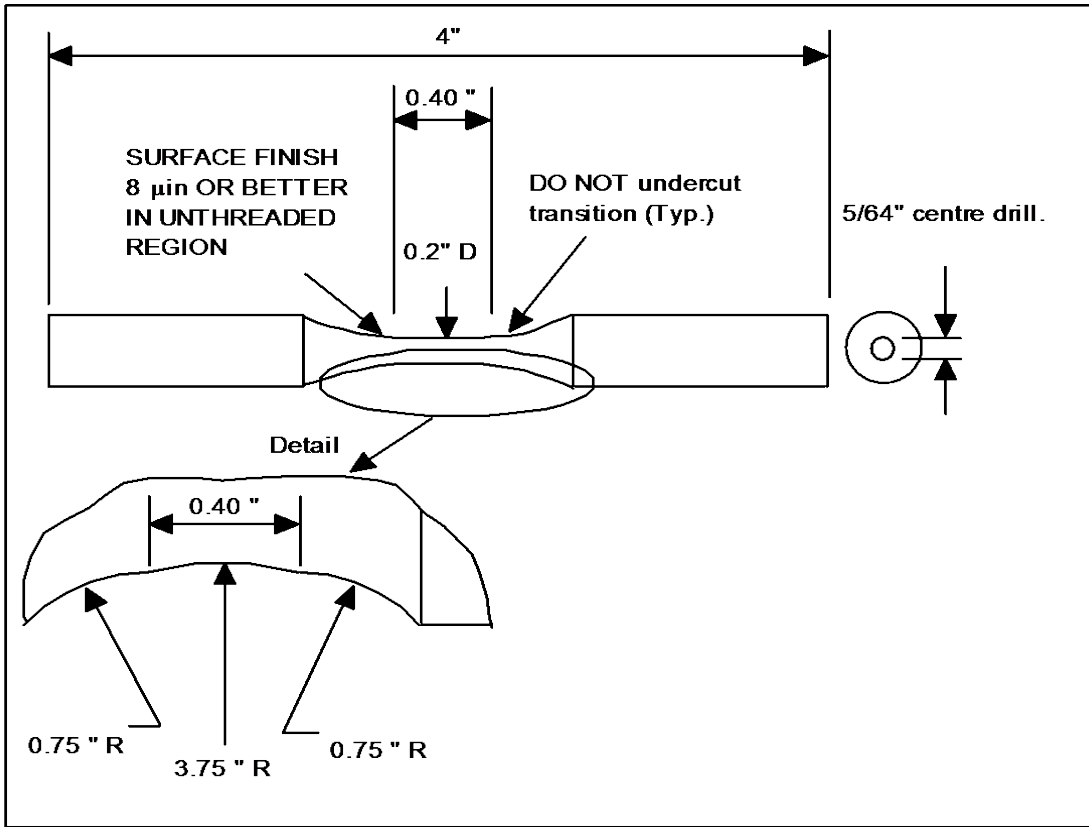 4"
0.40 "
SURFACE FINISH
8 µin OR BETTER
IN UNTHREADED
REGION
DO NOT undercut
transition (Typ.)
5/64" centre drill.
0.2" D
Detail
0.40 "
0.75 " R
3.75 " R
0.75 " R